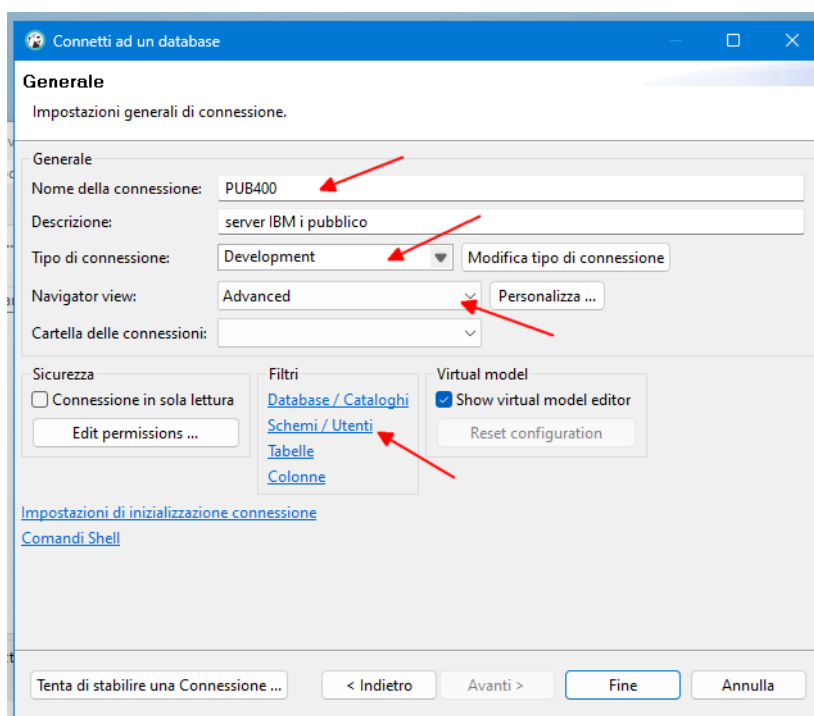 Connetti ad un database
Generale
Impostazioni generali di connessione.
Generale
Nome della connessione: PUB400
Descrizione: server IBM i pubblico
Tipo di connessione: Development Modifica tipo di connessione
Navigator view: Advanced Personalizza ...
Cartella delle connessioni:
Sicurezza Filtri Virtual model
Connessione in sola lettura Database / Cataloghi Show virtual model editor
Edit permissions ... Schemi / Utenti Reset configuration
Tabelle
Colonne
Impostazioni di inizializzazione connessione
Comandi Shell
Tenta di stabilire una Connessione ... < Indietro Avanti > Fine Annulla